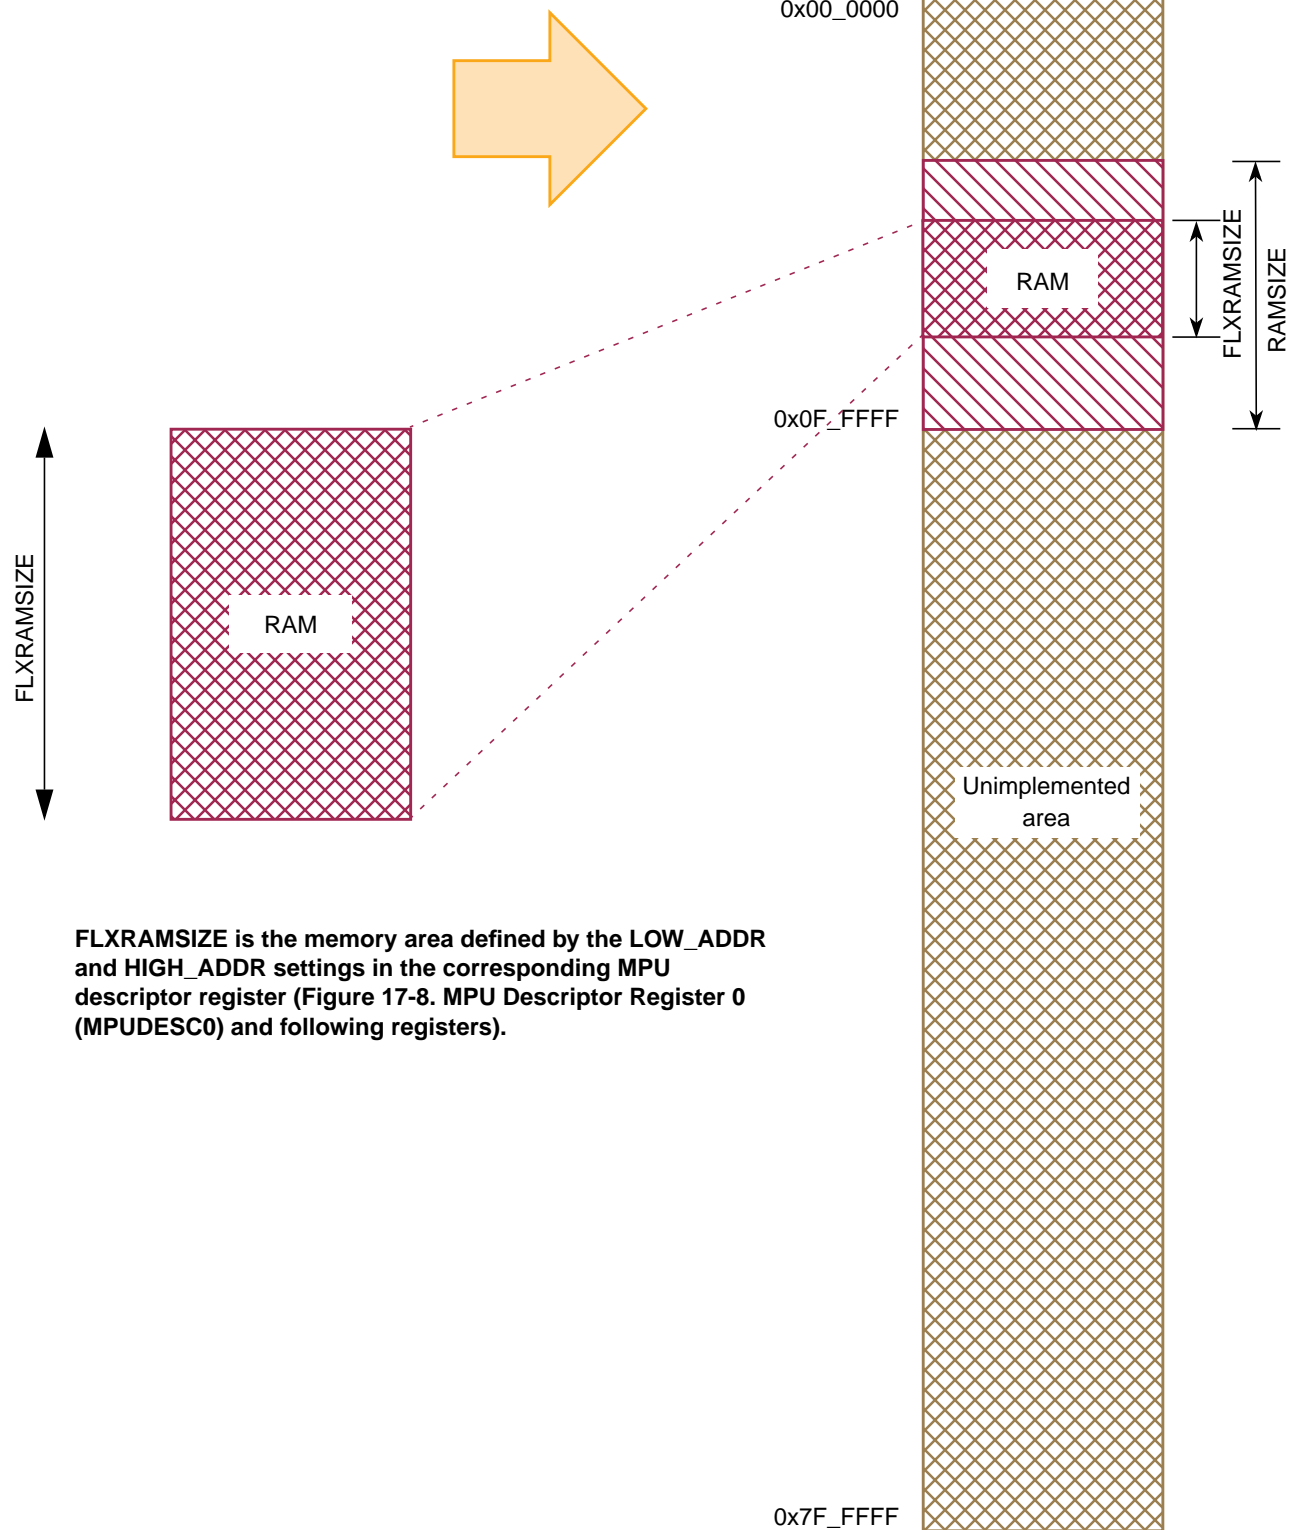 0x00_0000
RAM
FLXRAMSIZE
RAMSIZE
0x0F_FFFF
FLXRAMSIZE
RAM
Unimplemented
area
FLXRAMSIZE is the memory area defined by the LOW_ADDR
and HIGH_ADDR settings in the corresponding MPU
descriptor register (Figure 17-8. MPU Descriptor Register 0
(MPUDESC0) and following registers).
0x7F_FFFF